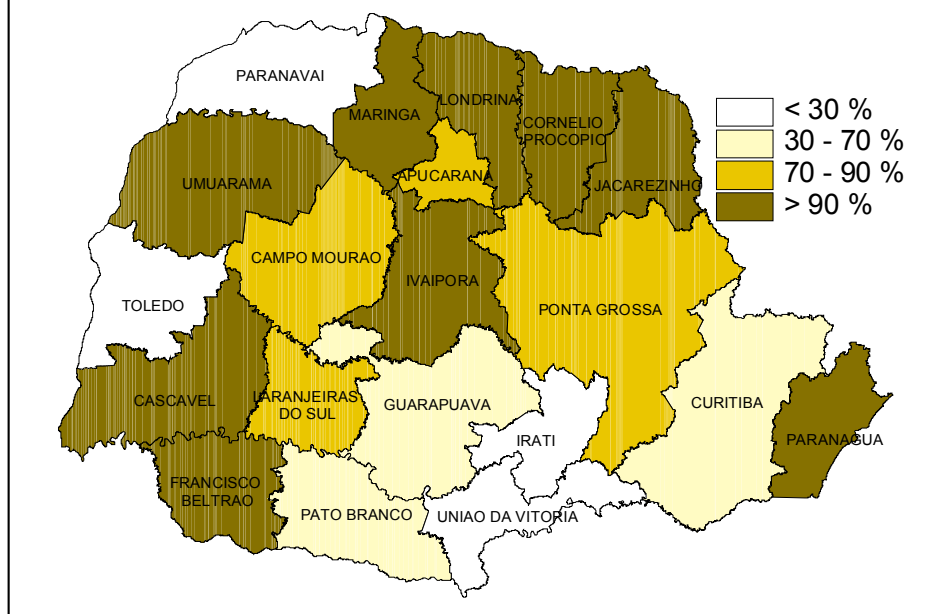 PARANAVAI
MARINGA
LONDRINA
CORNELIO
PROCOPIO
JACAREZINHO
< 30 %
30 - 70 %
70 - 90 %
> 90 %
UMUARAMA
APUCARANA
CAMPO MOURAO
IVAIPORA
TOLEDO
PONTA GROSSA
CASCAVEL
LARANJEIRAS
DO SUL
GUARAPUAVA
CURITIBA
IRATI
PARANAGUA
FRANCISCO
BELTRAO
PATO BRANCO
UNIAO DA VITORIA